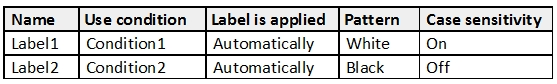 Name Use condition Label is applied Pattern Case sensitivity
Label1 Condition1 Automatically White On
Label2 Condition2 Automatically Black Off